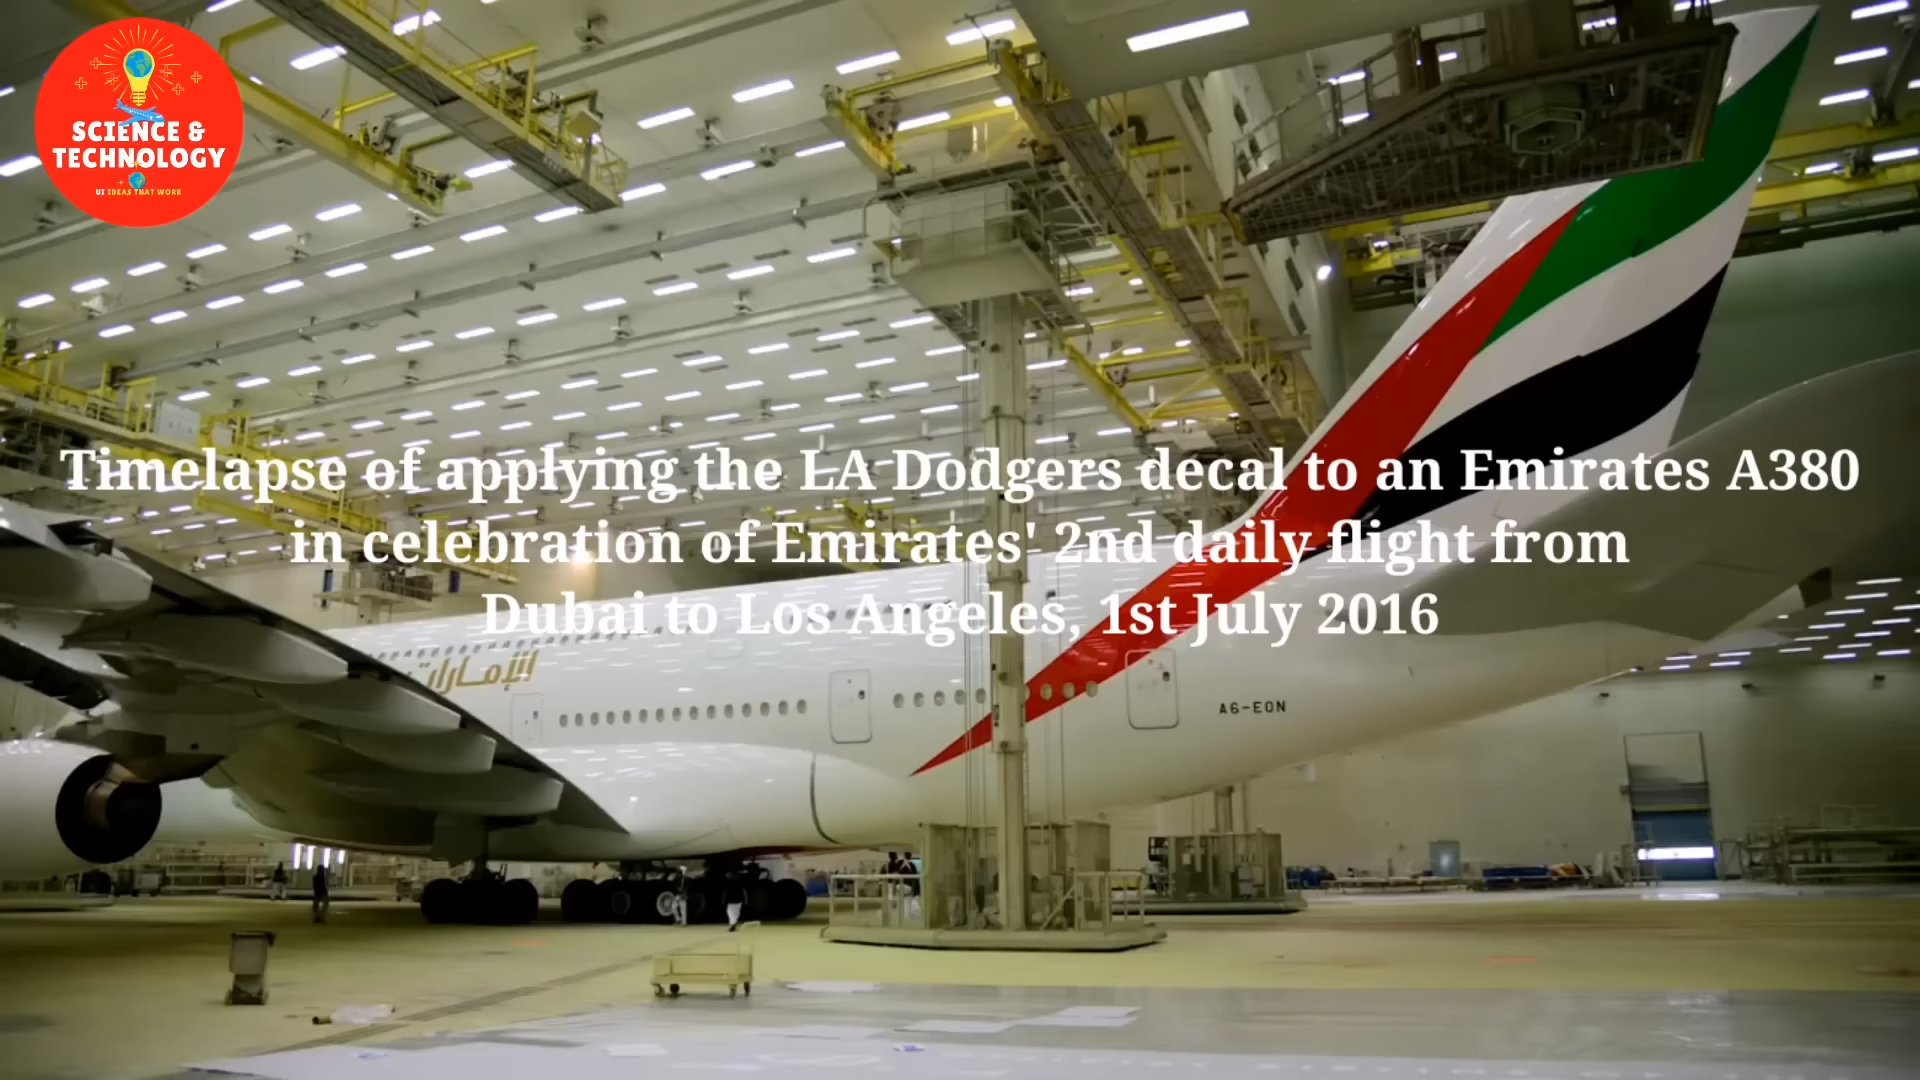 SCIENCE &
TECHNOLOGY
UI IDEAS THAT WORK
Timelapse of applying the LA Dodgers decal to an Emirates A380
in celebration of Emirates' 2nd daily flight from
Dubai to Los Angeles, 1st July 2016
الإمارات
A6-EON